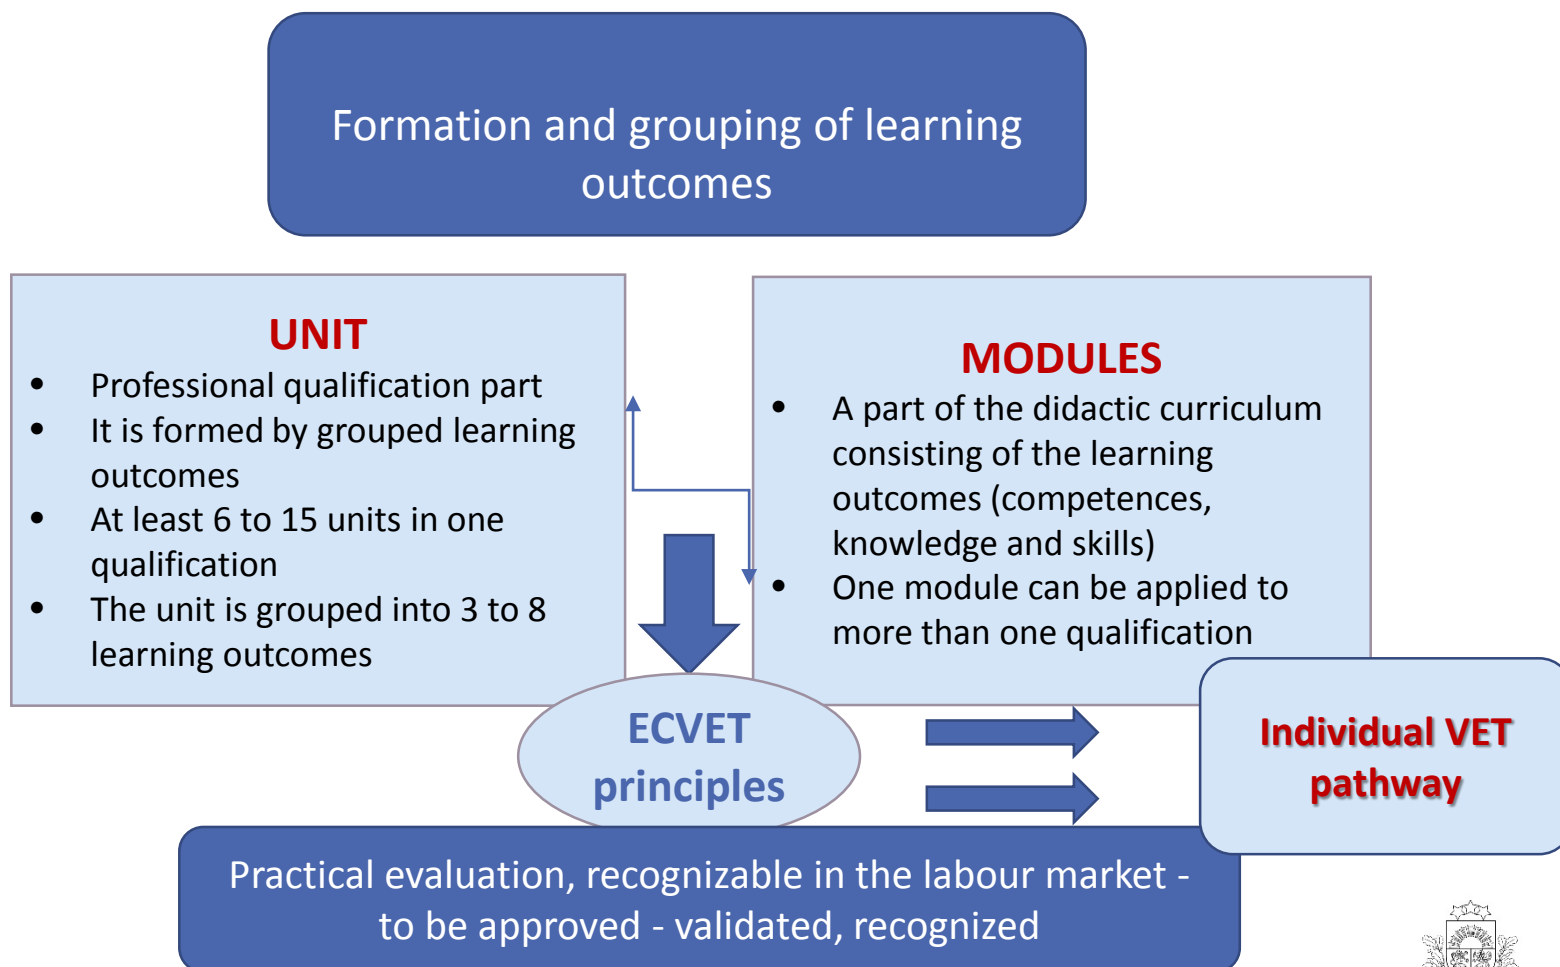 Formation and grouping of learning
outcomes
UNIT
• Professional qualification part
• It is formed by grouped learning
outcomes
• At least 6 to 15 units in one
qualification
• The unit is grouped into 3 to 8
learning outcomes
MODULES
• A part of the didactic curriculum
consisting of the learning
outcomes (competences,
knowledge and skills)
• One module can be applied to
more than one qualification
ECVET
principles
Individual VET
pathway
Practical evaluation, recognizable in the labour market -
to be approved - validated, recognized